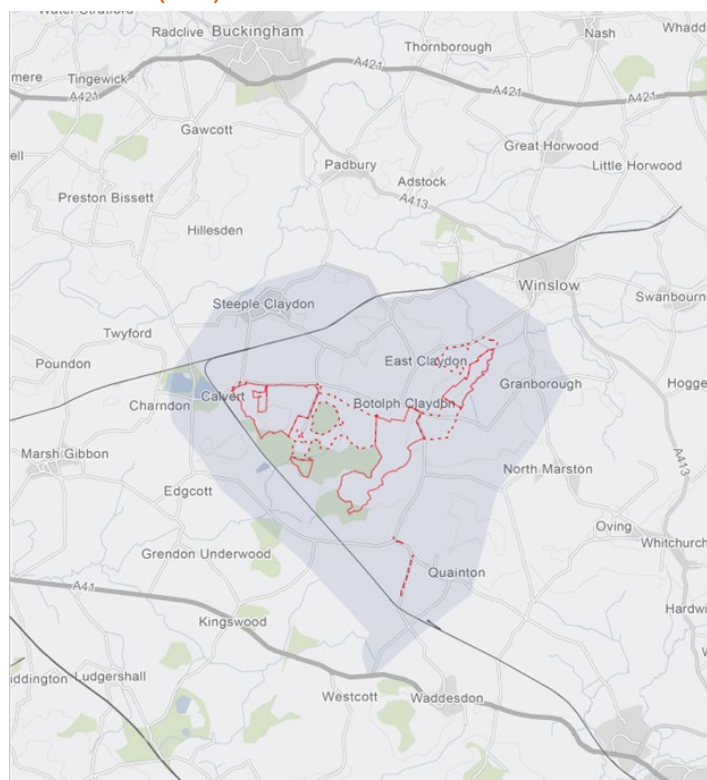 Radclive
BUCKINGHAM
Nash
Thornborough
Tingewick
A421
A421
A421
Gawcott
Great Horwood
Padbury
Little Horwood
Adstock
Preston Bissett
A413
Hillesden
Winslow
Swanbourn
Steeple Claydon
Twyford
Poundon
East Claydon
Granborough
Hogge
Calvert
Botolph Claydon
Charndon
Marsh Gibbon
A413
North Marston
Edgcott
Oving
Whitchurch
Grendon Underwood
Quainton
A41
Hardwi
Kingswood
Ludgershall
iddington
Westcott
Waddesdon